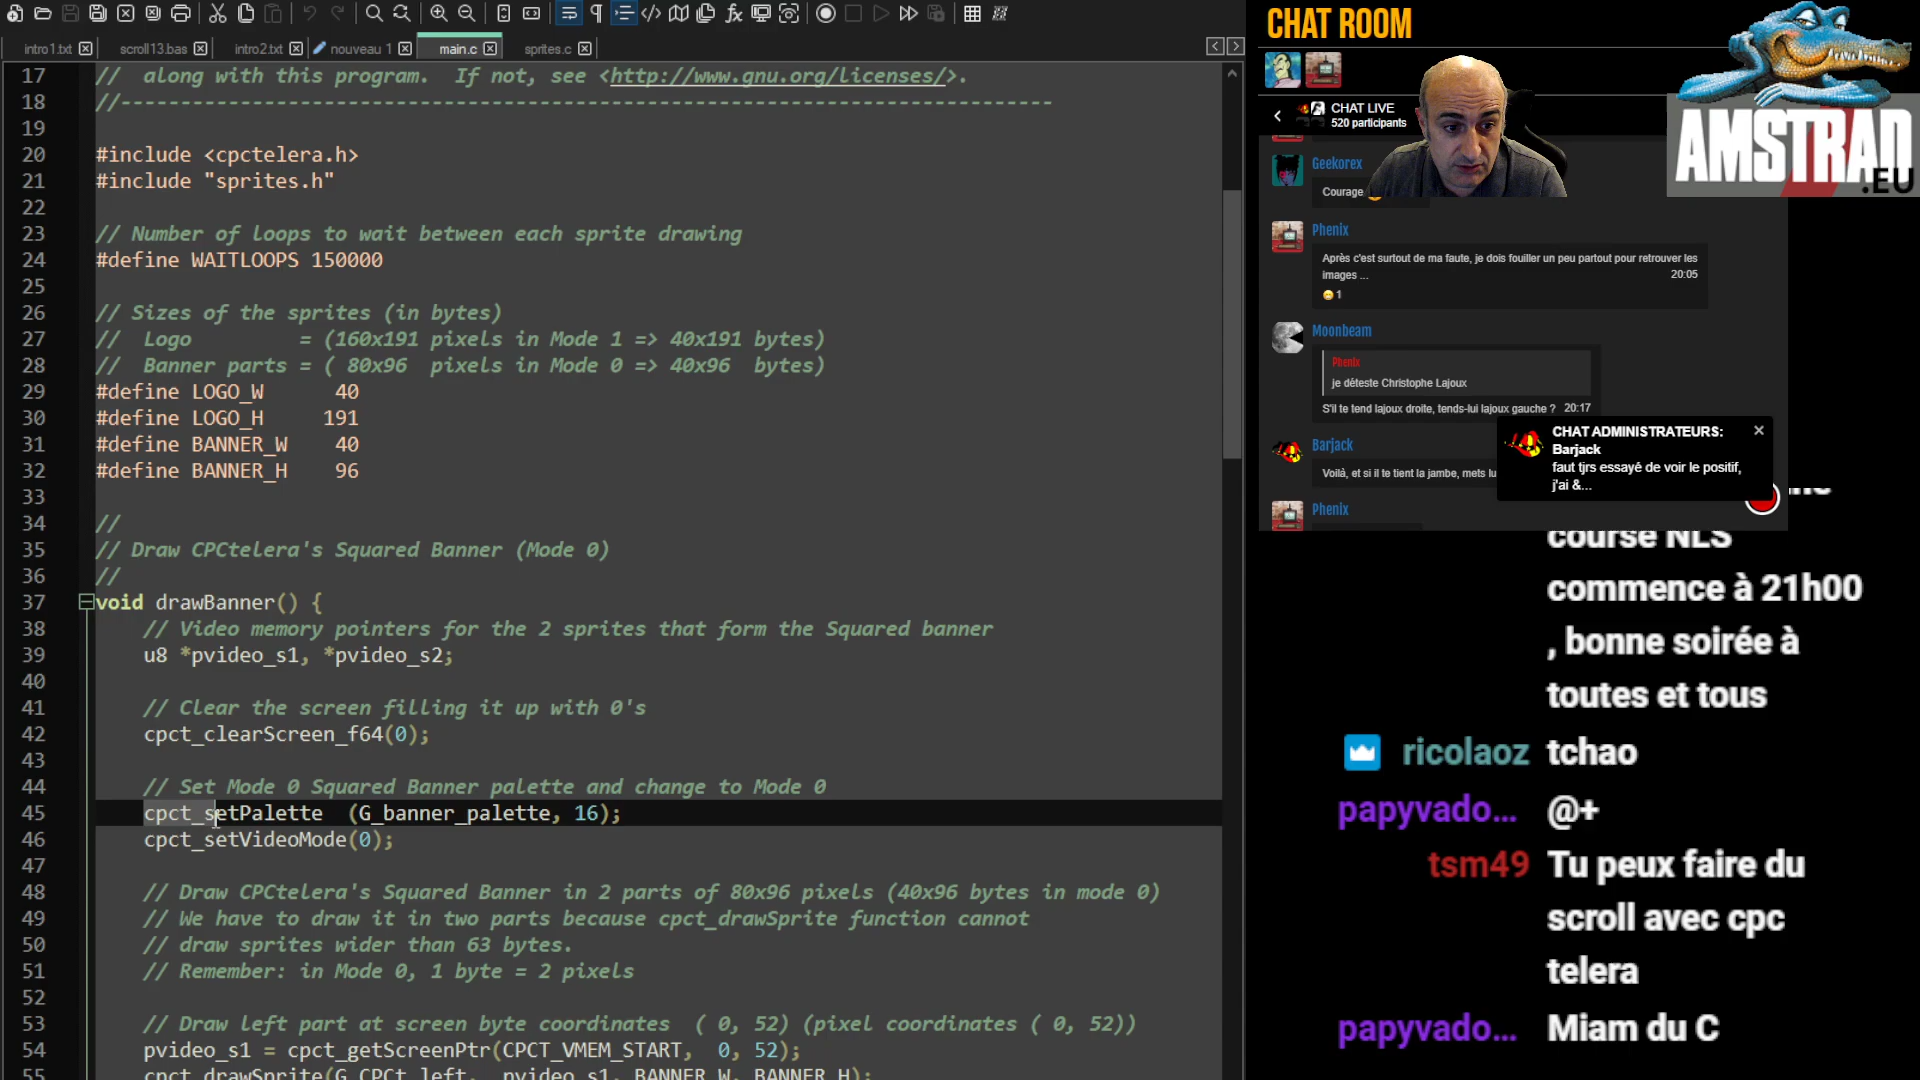 intro1.txt
scroll13.bas
intro2.txt
nouveau 1
main.c
sprites.c
17 //  along with this program.  If not, see <http://www.gnu.org/licenses/>.
18 //------------------------------------------------------------------------------
19
20 #include <cpctelera.h>
21 #include "sprites.h"
22
23 // Number of loops to wait between each sprite drawing
24 #define WAITLOOPS 150000
25
26 // Sizes of the sprites (in bytes)
27 //  Logo         = (160x191 pixels in Mode 1 => 40x191 bytes)
28 //  Banner parts = ( 80x96  pixels in Mode 0 => 40x96  bytes)
29 #define LOGO_W      40
30 #define LOGO_H     191
31 #define BANNER_W    40
32 #define BANNER_H    96
33
34 //
35 // Draw CPCtelera's Squared Banner (Mode 0)
36 //
37 void drawBanner() {
38     // Video memory pointers for the 2 sprites that form the Squared banner
39     u8 *pvideo_s1, *pvideo_s2;
40
41     // Clear the screen filling it up with 0's
42     cpct_clearScreen_f64(0);
43
44     // Set Mode 0 Squared Banner palette and change to Mode 0
45     cpct_setPalette  (G_banner_palette, 16);
46     cpct_setVideoMode(0);
47
48     // Draw CPCtelera's Squared Banner in 2 parts of 80x96 pixels (40x96 bytes in mode 0)
49     // We have to draw it in two parts because cpct_drawSprite function cannot
50     // draw sprites wider than 63 bytes.
51     // Remember: in Mode 0, 1 byte = 2 pixels
52
53     // Draw left part at screen byte coordinates  ( 0, 52) (pixel coordinates ( 0, 52))
54     pvideo_s1 = cpct_getScreenPtr(CPCT_VMEM_START,  0, 52);
55     cpct_drawSprite(G_CPCt_left,   pvideo_s1, BANNER_W, BANNER_H);
CHAT ROOM
CHAT LIVE
520 participants
Geekorex
Courage
Phenix
Après c'est surtout de ma faute, je dois fouiller un peu partout pour retrouver les
images ...
20:05
1
Moonbeam
Phenix
je déteste Christophe Lajoux
S'il te tend lajoux droite, tends-lui lajoux gauche ? 20:17
Barjack
Voilà, et si il te tient la jambe, mets lu
Phenix
CHAT ADMINISTRATEURS:
Barjack
faut tjrs essayé de voir le positif,
j'ai &...
AMSTRAD
.EU
course NLS
commence à 21h00
, bonne soirée à
toutes et tous
ricolaoz tchao
papyvado... @+
tsm49 Tu peux faire du
scroll avec cpc
telera
papyvado... Miam du C